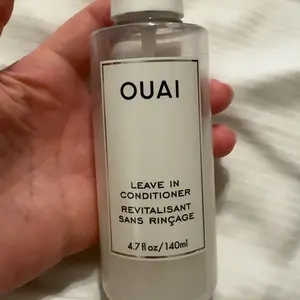 OUAI
LEAVE IN
CONDITIONER
REVITALISANT
SANS RINÇAGE
4.7 fl oz/140ml